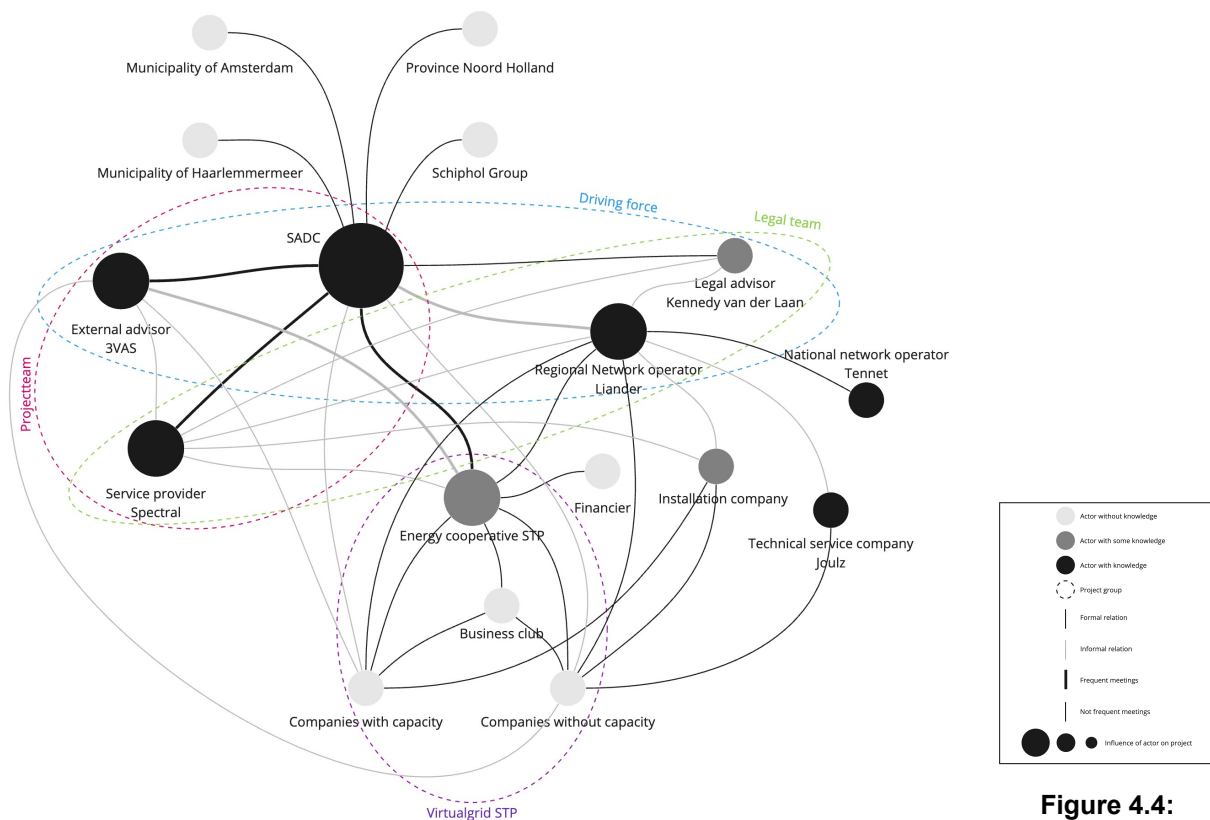 Municipality of Amsterdam
Province Noord Holland
Municipality of Haarlemmermeer
Schiphol Group
Driving force
Legal team
SADC
Legal advisor
Kennedy van der Laan
External advisor
3VAS
National network operator
Tennet
Regional Network operator
Liander
Projectteam
Service provider
Spectral
Installation company
Financier
Energy cooperative STP
Technical service company
Joulz
Business club
Companies with capacity
Companies without capacity
Virtualgrid STP
Actor without knowledge
Actor with some knowledge
Actor with knowledge
Project group
Formal relation
Informal relation
Frequent meetings
Not frequent meetings
Influence of actor on project
Figure 4.4: